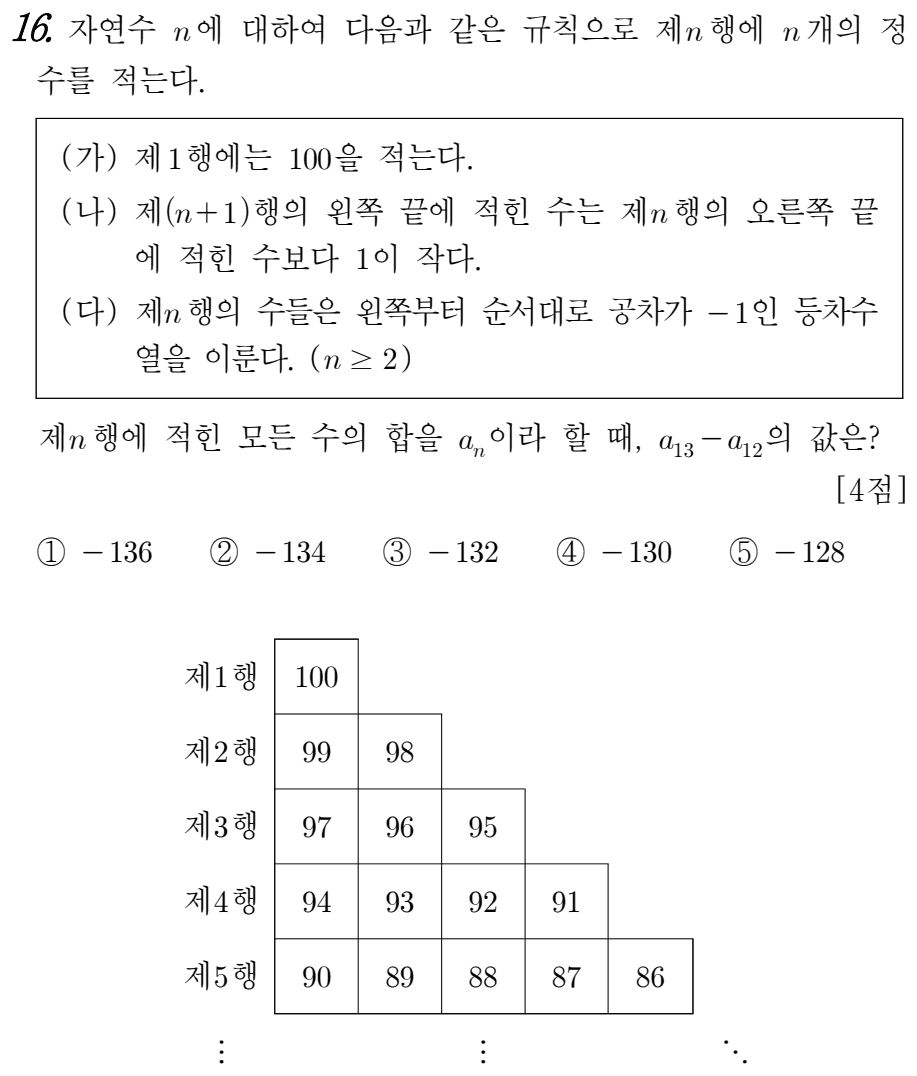 16. 자연수 n에 대하여 다음과 같은 규칙으로 제n행에 n개의 정
수를 적는다.
(가) 제1행에는 100을 적는다.
(나) 제(n+1)행의 왼쪽 끝에 적힌 수는 제n행의 오른쪽 끝
에 적힌 수보다 1이 작다.
(다) 제n행의 수들은 왼쪽부터 순서대로 공차가 −1인 등차수
열을 이룬다. (n ≥ 2)
제n행에 적힌 모든 수의 합을 a_n이라 할 때, a_13−a_12의 값은?
[4점]
① −136 ② −134 ③ −132 ④ −130 ⑤ −128
제1행 100
제2행 99 98
제3행 97 96 95
제4행 94 93 92 91
제5행 90 89 88 87 86
⋮ ⋮ ⋱